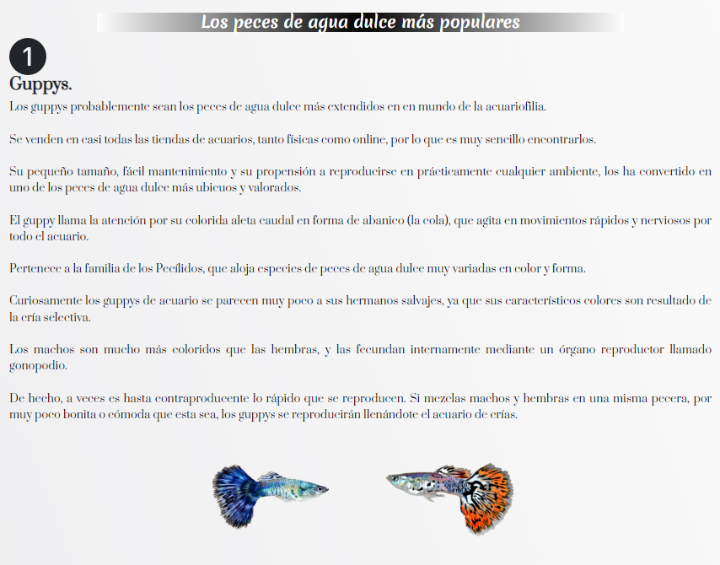 Los peces de agua dulce más populares
1
Guppys.
Los guppys probablemente sean los peces de agua dulce más extendidos en en mundo de la acuariofilia.
Se venden en casi todas las tiendas de acuarios, tanto físicas como online, por lo que es muy sencillo encontrarlos.
Su pequeño tamaño, fácil mantenimiento y su propensión a reproducirse en prácticamente cualquier ambiente, los ha convertido en
uno de los peces de agua dulce más ubicuos y valorados.
El guppy llama la atención por su colorida aleta caudal en forma de abanico (la cola), que agita en movimientos rápidos y nerviosos por
todo el acuario.
Pertenece a la familia de los Pecílidos, que aloja especies de peces de agua dulce muy variadas en color y forma.
Curiosamente los guppys de acuario se parecen muy poco a sus hermanos salvajes, ya que sus característicos colores son resultado de
la cría selectiva.
Los machos son mucho más coloridos que las hembras, y las fecundan internamente mediante un órgano reproductor llamado
gonopodio.
De hecho, a veces es hasta contraproducente lo rápido que se reproducen. Si mezclas machos y hembras en una misma pecera, por
muy poco bonita o cómoda que esta sea, los guppys se reproducirán llenándote el acuario de crías.